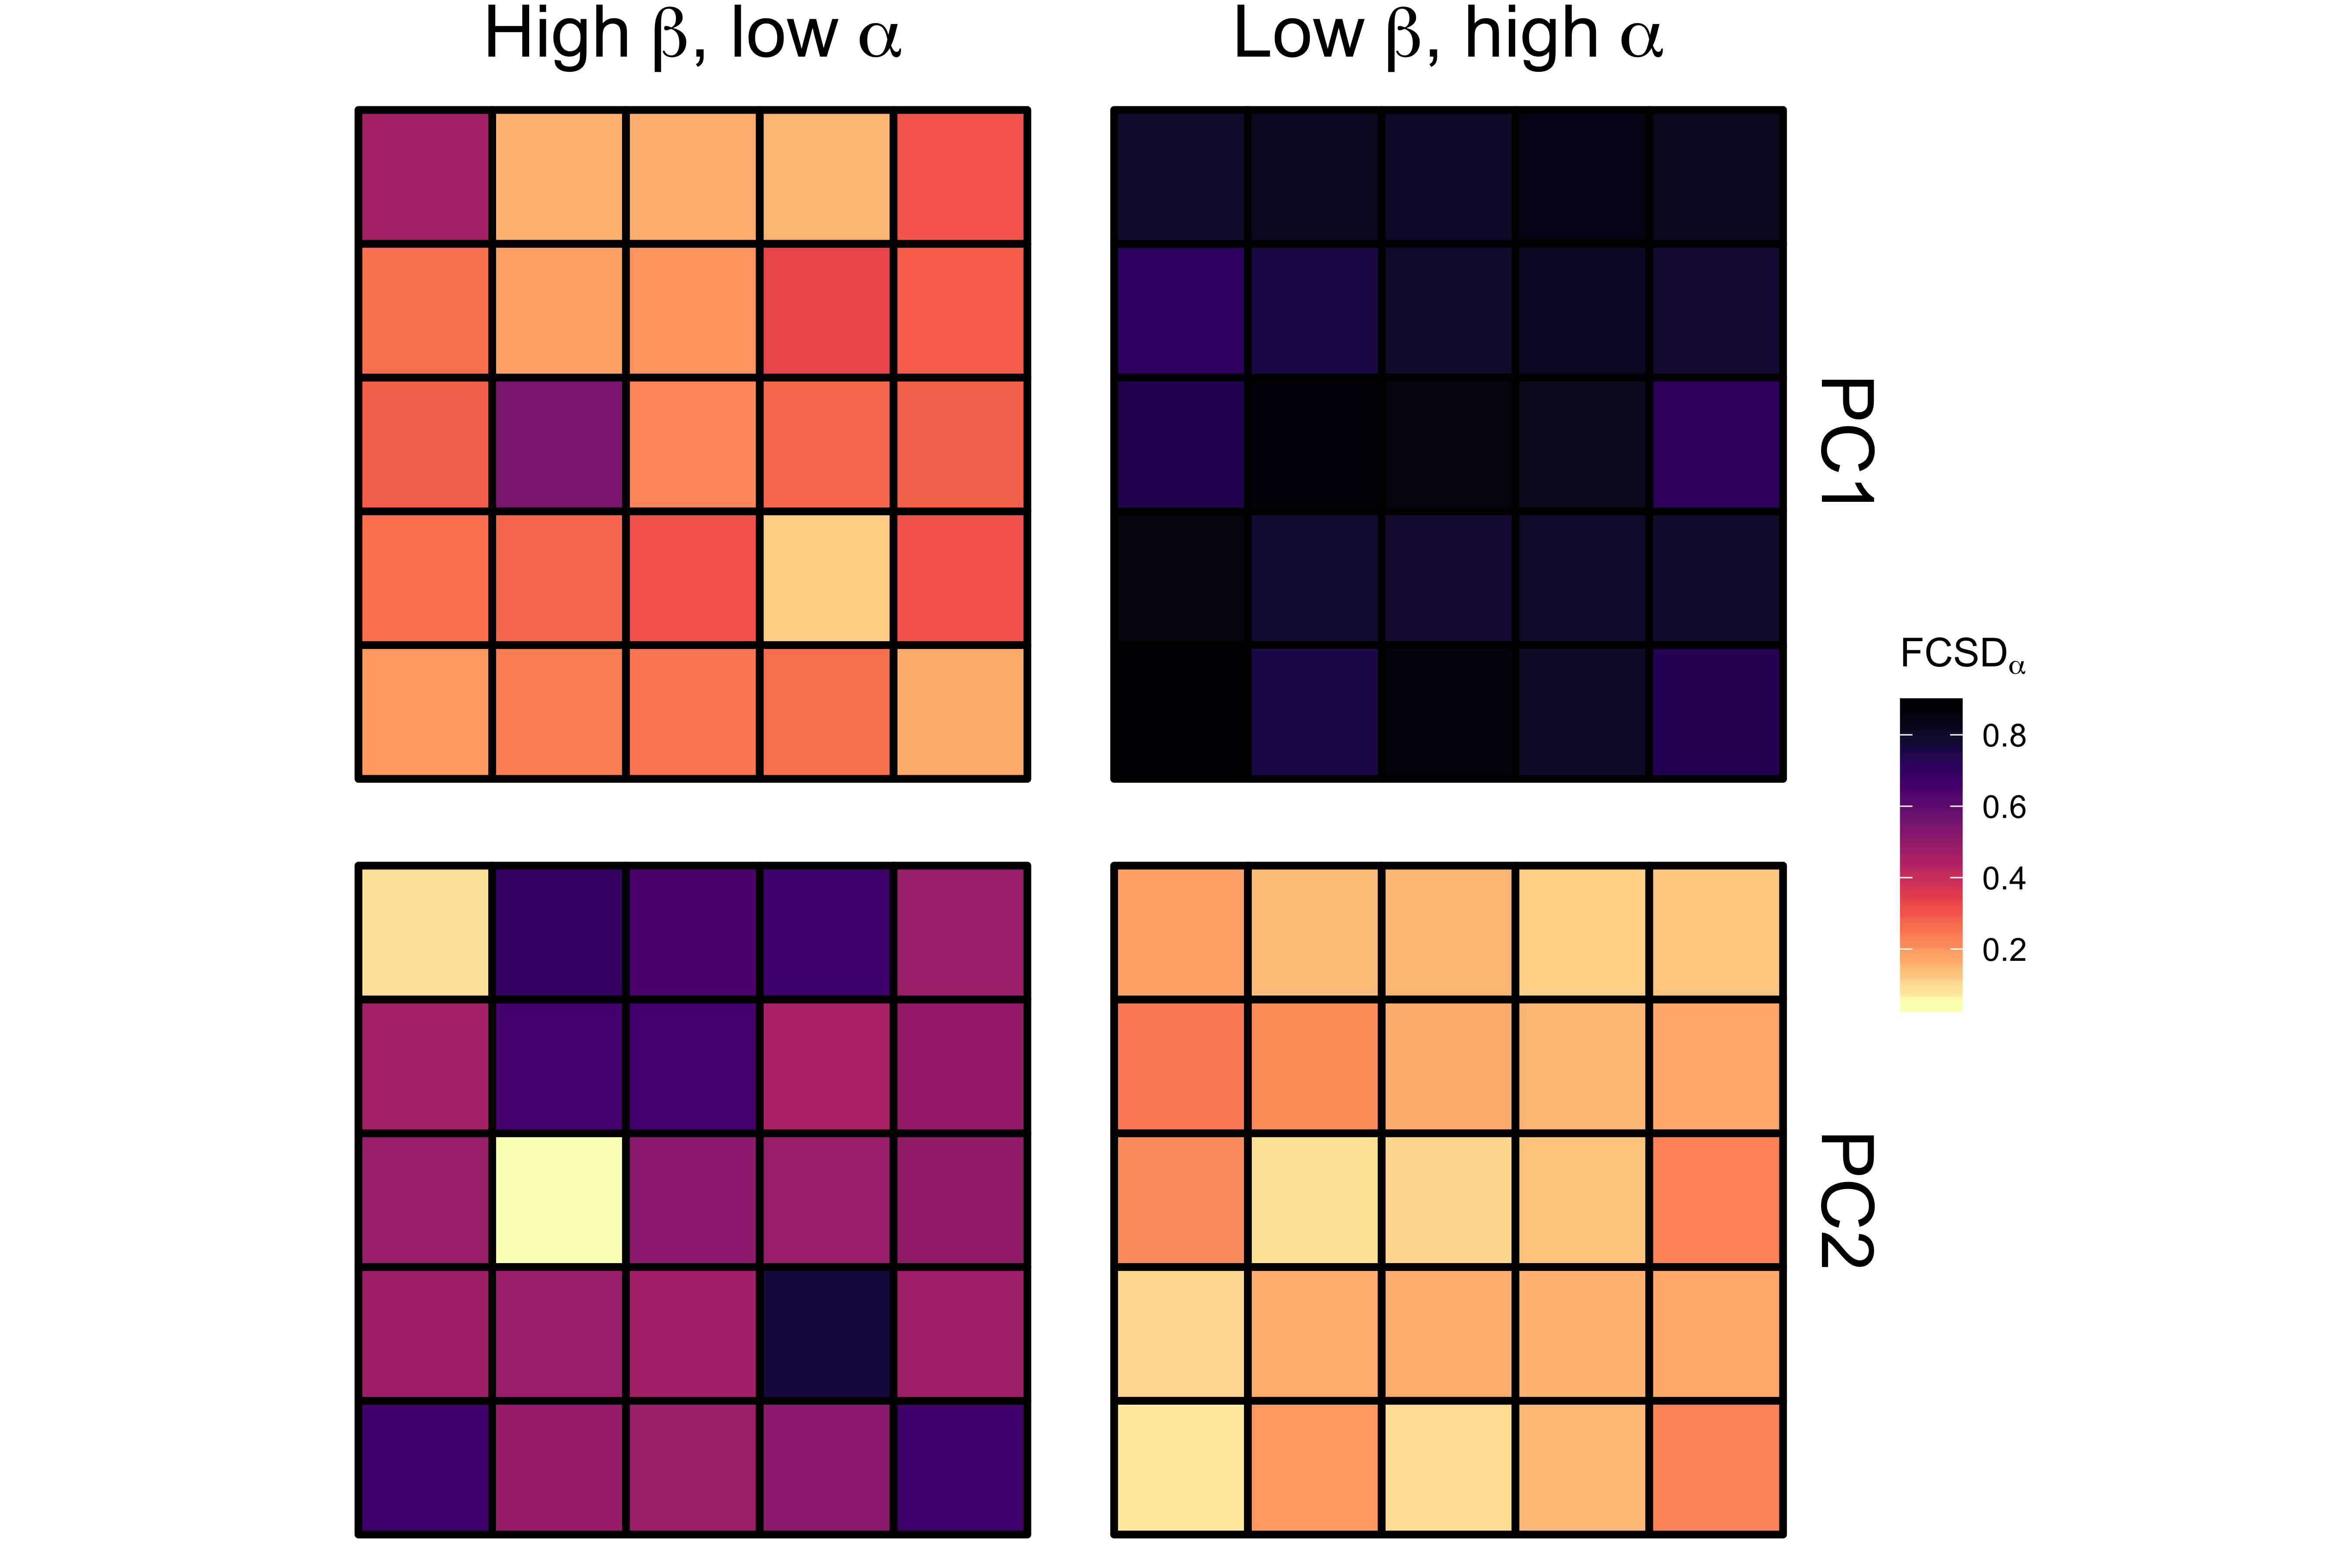 High β, low α
Low β, high α
PC1
FCSDα
0.8
0.6
0.4
0.2
PC2